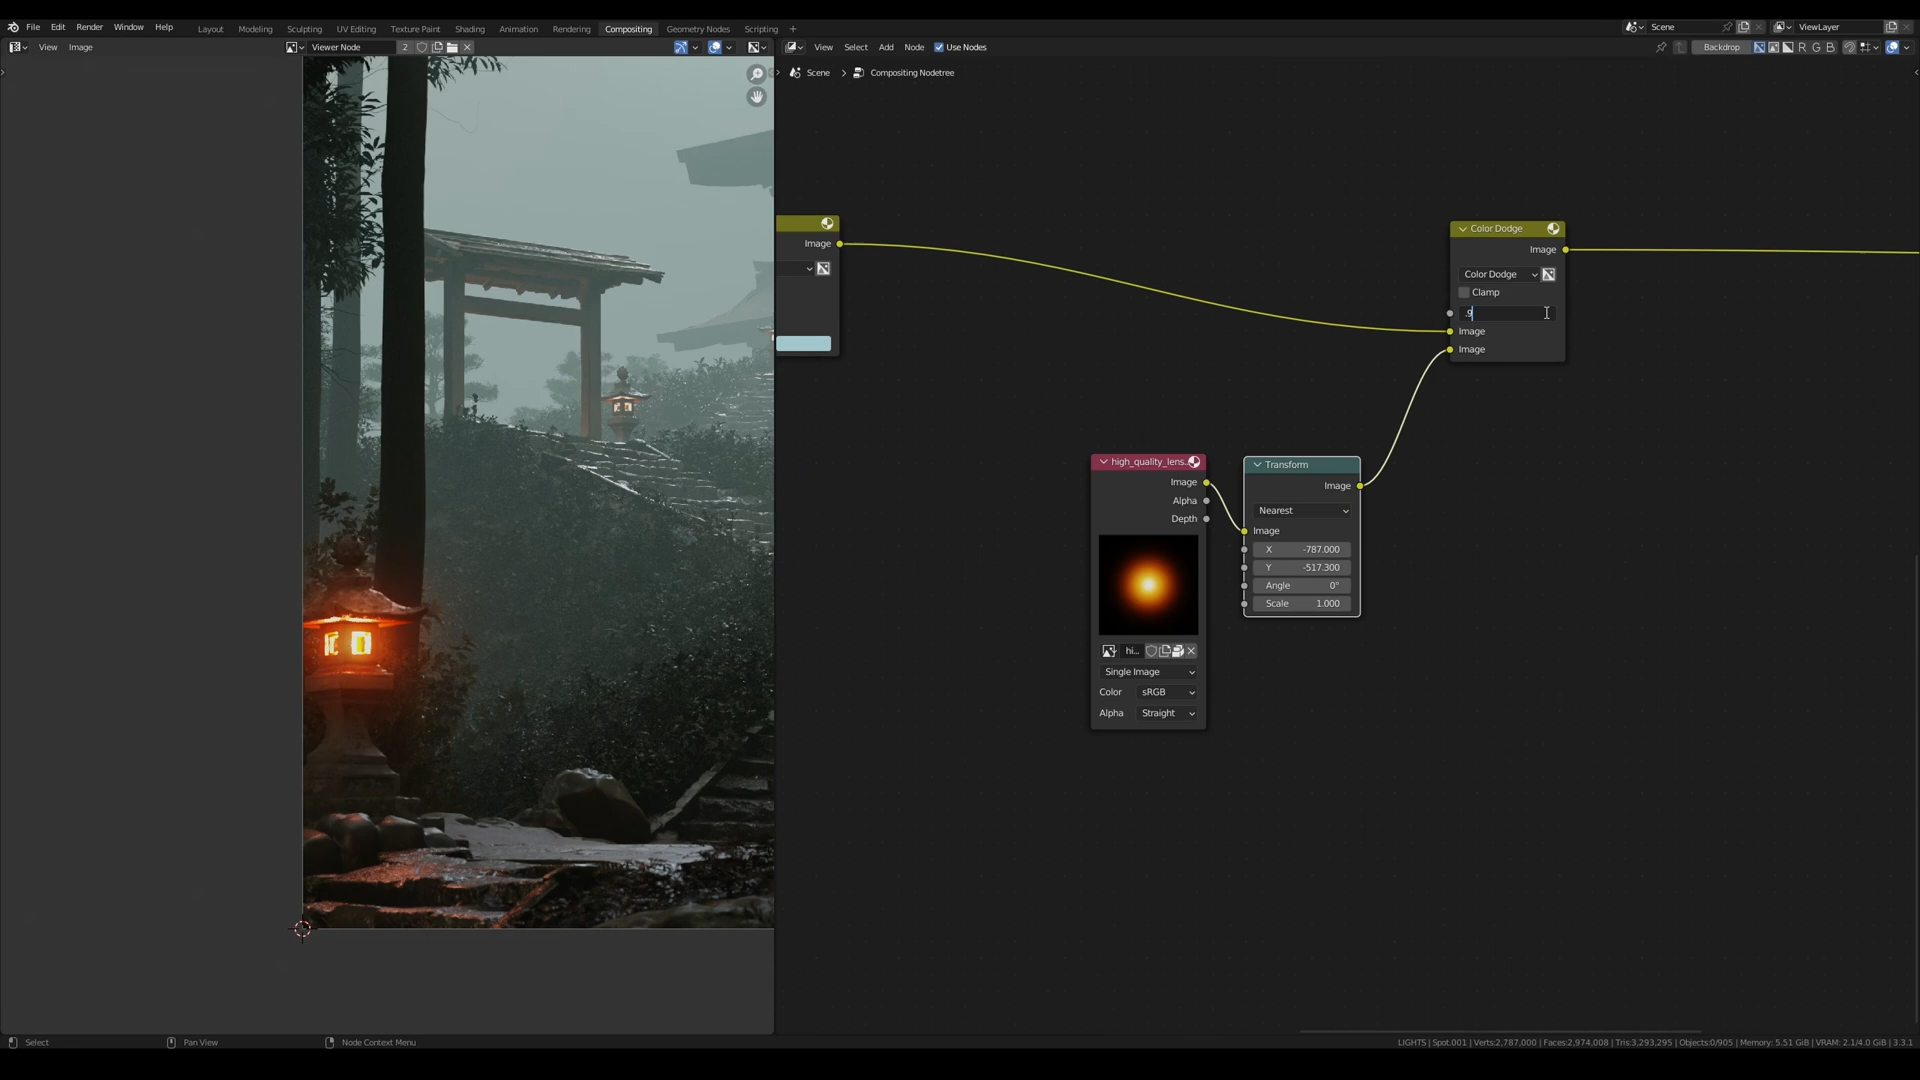 File Edit Render Window Help Layout Modeling Sculpting UV Editing Texture Paint Shading Animation Rendering Compositing Geometry Nodes Scripting + Scene ViewLayer
View Image Viewer Node 2 View Select Add Node Use Nodes Backdrop R G B
Scene > Compositing Nodetree
Image
Color Dodge
Image
Color Dodge
Clamp
.9
Image
Image
high_quality_lens..
Image
Alpha
Depth
hi...
Single Image
Color sRGB
Alpha Straight
Transform
Image
Nearest
Image
X -787.000
Y -517.300
Angle 0°
Scale 1.000
Select Pan View Node Context Menu LIGHTS | Spot.001 | Verts:2,787,000 | Faces:2,974,008 | Tris:3,293,295 | Objects:0/905 | Memory: 5.51 GiB | VRAM: 2.1/4.0 GiB | 3.3.1